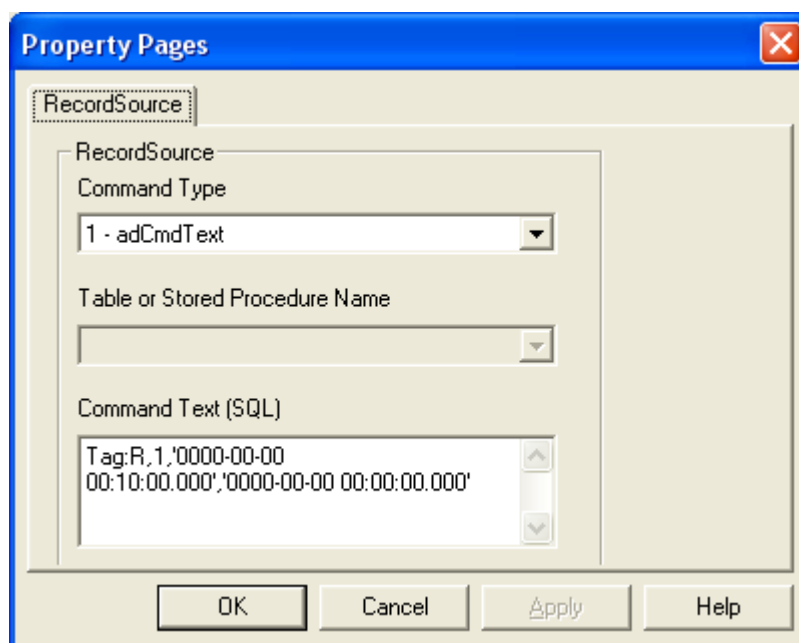 Property Pages
RecordSource
RecordSource
Command Type
1 - adCmdText
Table or Stored Procedure Name
Command Text (SQL)
Tag:R,1,'0000-00-00
00:10:00.000','0000-00-00 00:00:00.000'
OK Cancel Apply Help